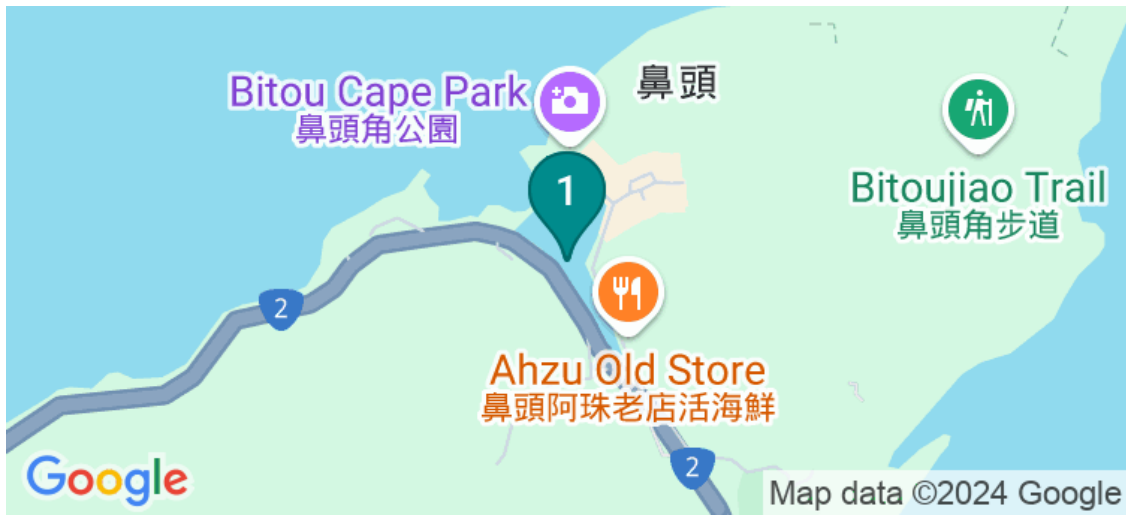 Bitou Cape Park
鼻頭角公園
鼻頭
1
Bitoujiao Trail
鼻頭角步道
2
Ahzu Old Store
鼻頭阿珠老店活海鮮
2
Google
Map data ©2024 Google